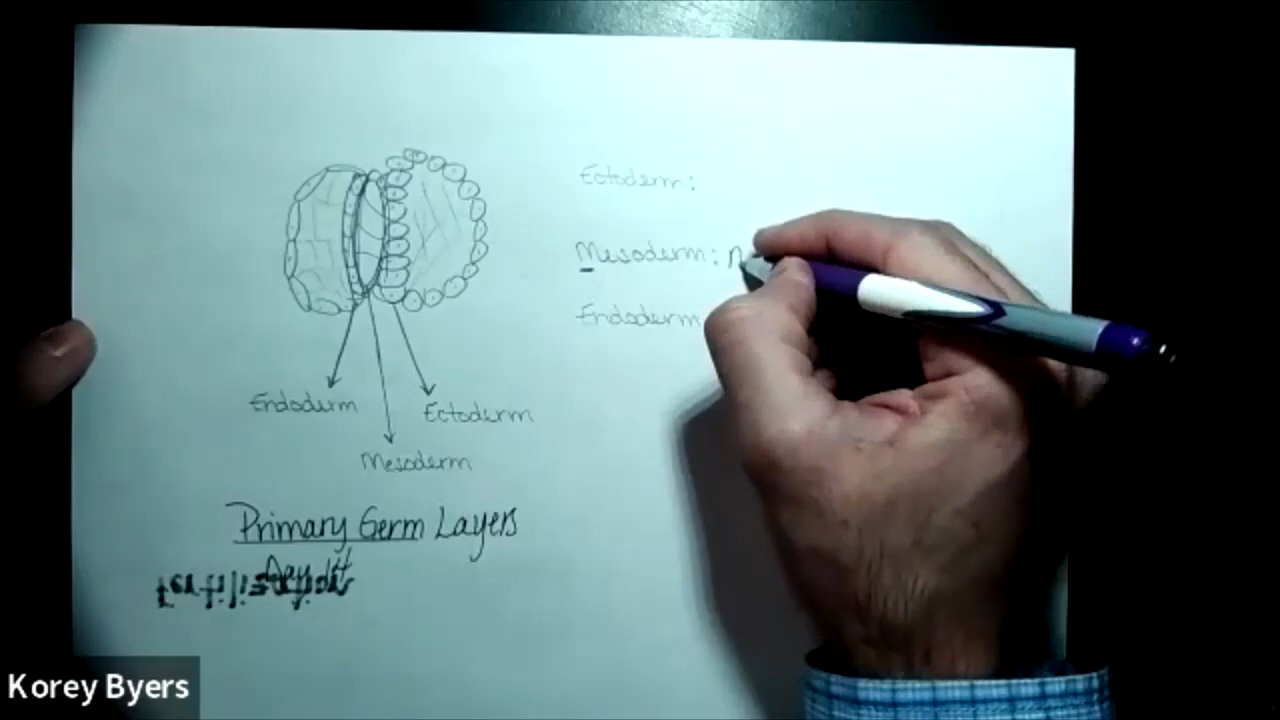 Ectoderm:
Mesoderm:
Endoderm
Endoderm
Ectoderm
Mesoderm
Primary Germ Layers
Korey Byers